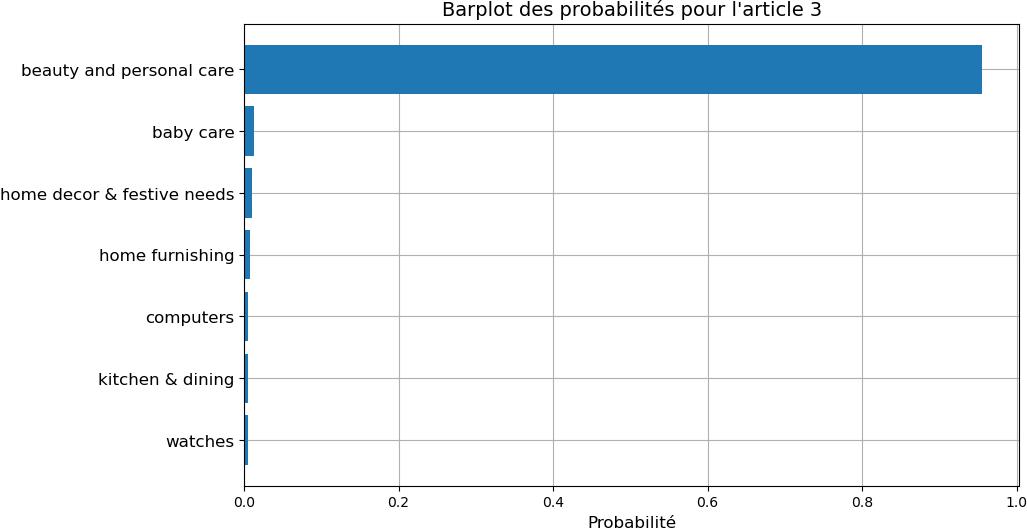 Barplot des probabilités pour l'article 3
beauty and personal care
baby care
home decor & festive needs
home furnishing
computers
kitchen & dining
watches
0.0 0.2 0.4 0.6 0.8 1.0
Probabilité